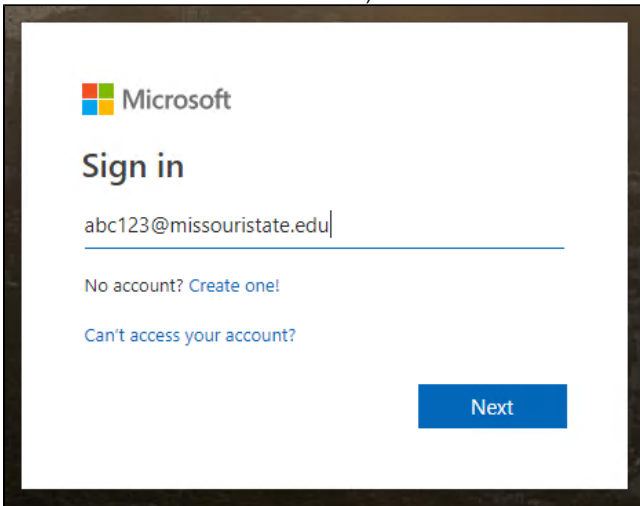 Microsoft
Sign in
abc123@missouristate.edu
No account? Create one!
Can't access your account?
Next